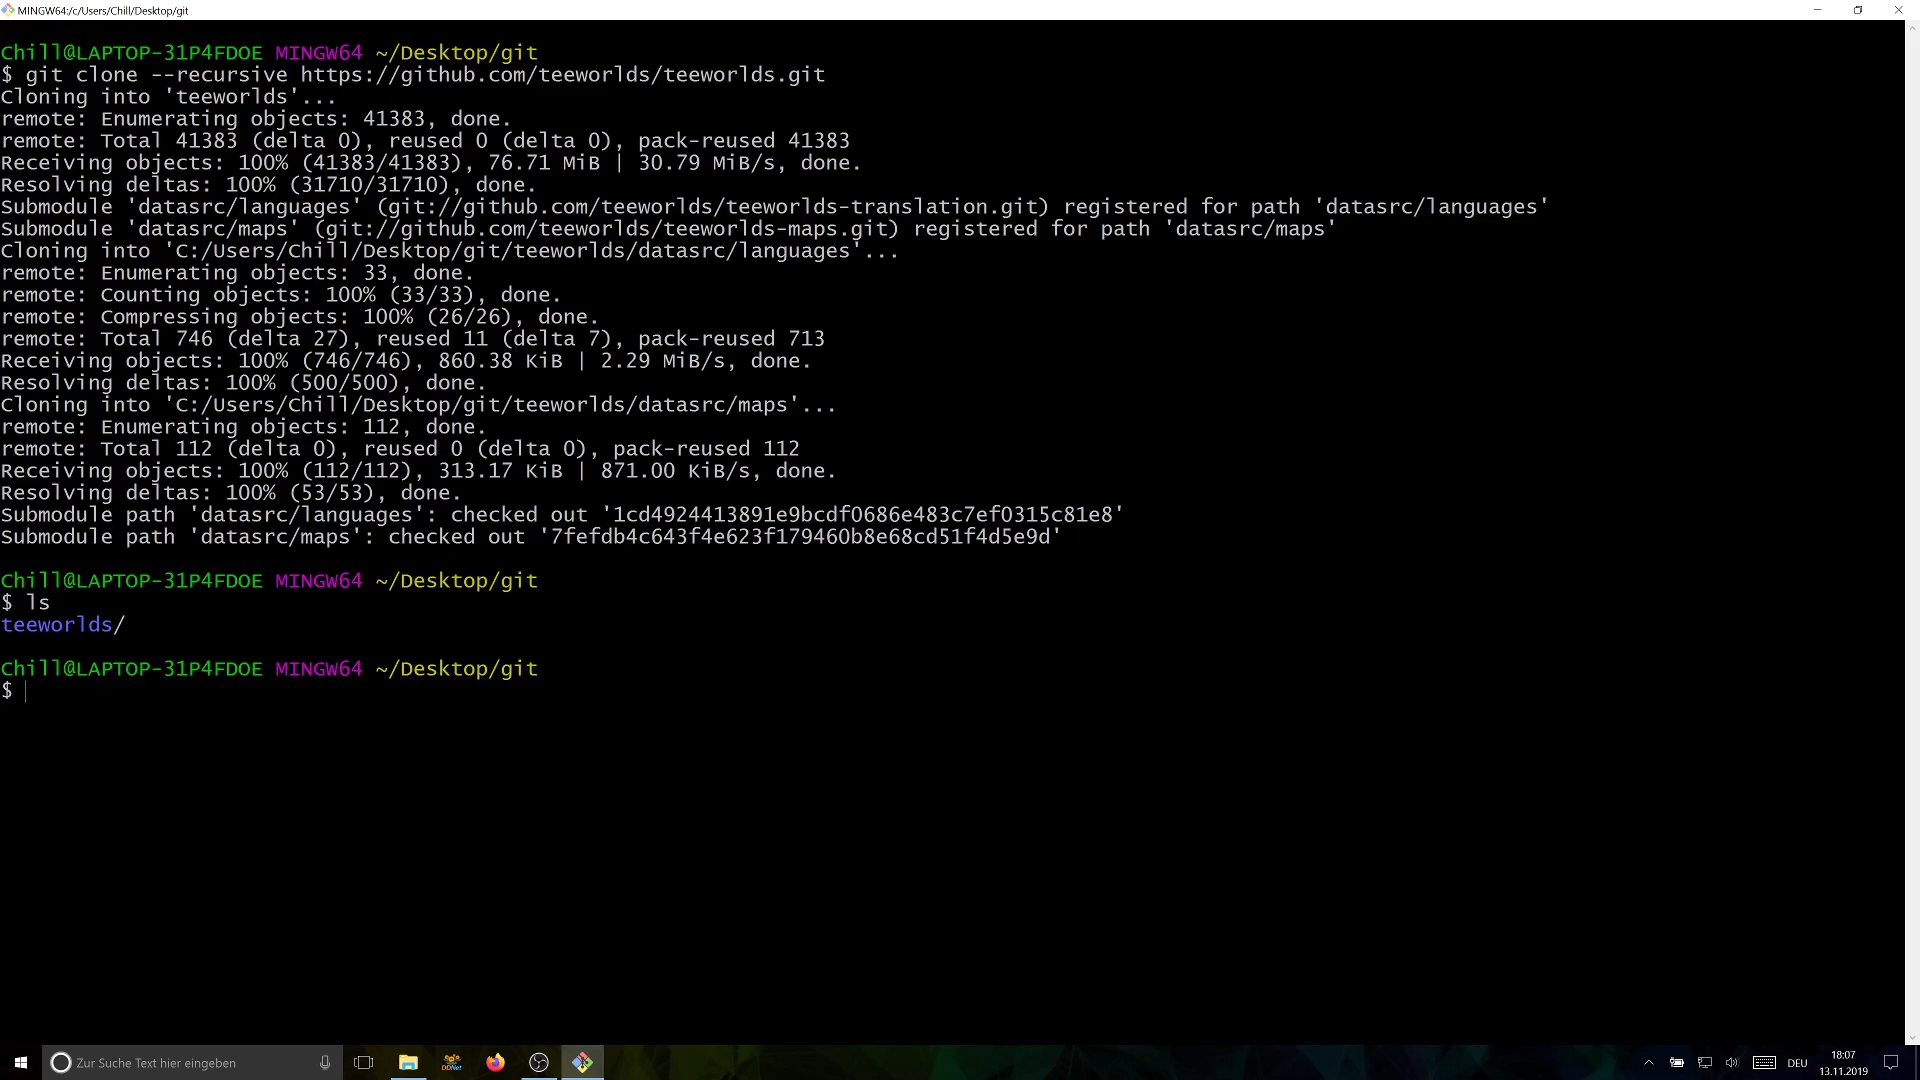 MINGW64:/c/Users/Chill/Desktop/git
Chill@LAPTOP-31P4FDOE MINGW64 ~/Desktop/git
$ git clone --recursive https://github.com/teeworlds/teeworlds.git
Cloning into 'teeworlds'...
remote: Enumerating objects: 41383, done.
remote: Total 41383 (delta 0), reused 0 (delta 0), pack-reused 41383
Receiving objects: 100% (41383/41383), 76.71 MiB | 30.79 MiB/s, done.
Resolving deltas: 100% (31710/31710), done.
Submodule 'datasrc/languages' (git://github.com/teeworlds/teeworlds-translation.git) registered for path 'datasrc/languages'
Submodule 'datasrc/maps' (git://github.com/teeworlds/teeworlds-maps.git) registered for path 'datasrc/maps'
Cloning into 'C:/Users/Chill/Desktop/git/teeworlds/datasrc/languages'...
remote: Enumerating objects: 33, done.
remote: Counting objects: 100% (33/33), done.
remote: Compressing objects: 100% (26/26), done.
remote: Total 746 (delta 27), reused 11 (delta 7), pack-reused 713
Receiving objects: 100% (746/746), 860.38 KiB | 2.29 MiB/s, done.
Resolving deltas: 100% (500/500), done.
Cloning into 'C:/Users/Chill/Desktop/git/teeworlds/datasrc/maps'...
remote: Enumerating objects: 112, done.
remote: Total 112 (delta 0), reused 0 (delta 0), pack-reused 112
Receiving objects: 100% (112/112), 313.17 KiB | 871.00 KiB/s, done.
Resolving deltas: 100% (53/53), done.
Submodule path 'datasrc/languages': checked out '1cd4924413891e9bcdf0686e483c7ef0315c81e8'
Submodule path 'datasrc/maps': checked out '7fefdb4c643f4e623f179460b8e68cd51f4d5e9d'
Chill@LAPTOP-31P4FDOE MINGW64 ~/Desktop/git
$ ls
teeworlds/
Chill@LAPTOP-31P4FDOE MINGW64 ~/Desktop/git
$
Zur Suche Text hier eingeben
DDNet
DEU
18:07
13.11.2019